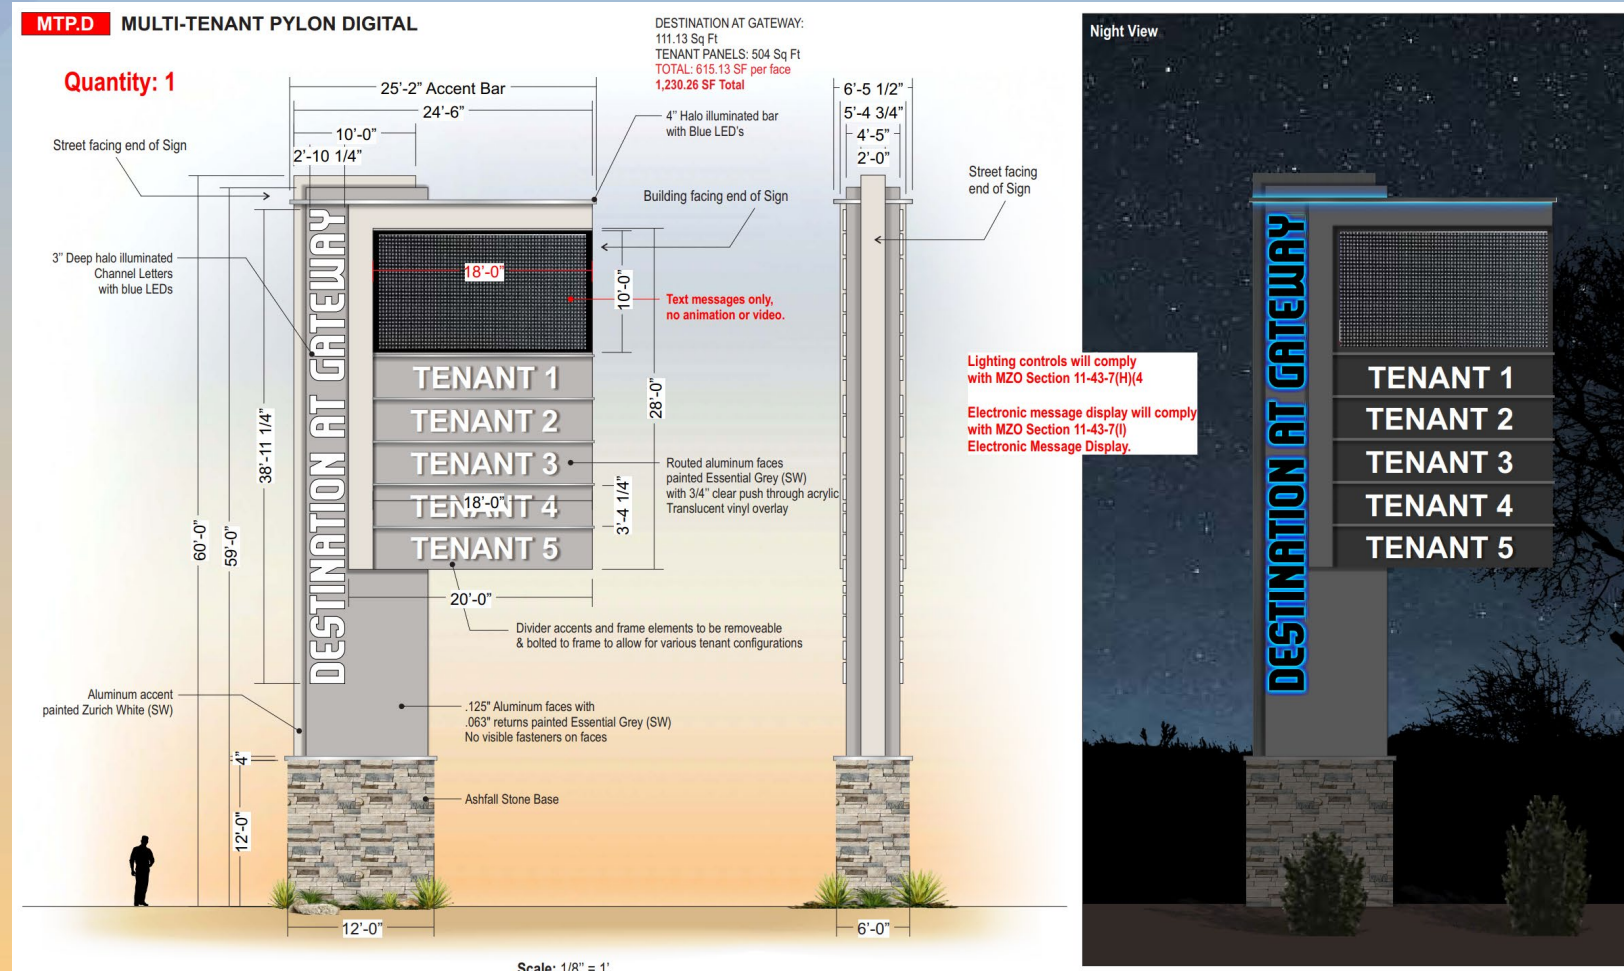 MTP.D MULTI-TENANT PYLON DIGITAL
Quantity: 1
DESTINATION AT GATEWAY:
111.13 Sq Ft
TENANT PANELS: 504 Sq Ft
TOTAL: 615.13 SF per face
1,230.26 SF Total
25'-2" Accent Bar
24'-6"
10'-0"
2'-10 1/4"
Street facing end of Sign
4" Halo illuminated bar
with Blue LED's
Building facing end of Sign
3" Deep halo illuminated
Channel Letters
with blue LEDs
DESTINATION AT GATEWAY
18'-0"
10'-0"
Text messages only,
no animation or video.
TENANT 1
TENANT 2
TENANT 3
TENANT 4
18'-0"
TENANT 5
28'-0"
3'-4 1/4"
38'-11 1/4"
60'-0"
59'-0"
Routed aluminum faces
painted Essential Grey (SW)
with 3/4" clear push through acrylic
Translucent vinyl overlay
20'-0"
Divider accents and frame elements to be removeable
& bolted to frame to allow for various tenant configurations
Aluminum accent
painted Zurich White (SW)
.125" Aluminum faces with
.063" returns painted Essential Grey (SW)
No visible fasteners on faces
4"
12'-0"
Ashfall Stone Base
12'-0"
Scale: 1/8" = 1'
6'-5 1/2"
5'-4 3/4"
4'-5"
2'-0"
Street facing
end of Sign
6'-0"
Lighting controls will comply
with MZO Section 11-43-7(H)(4
Electronic message display will comply
with MZO Section 11-43-7(I)
Electronic Message Display.
Night View
DESTINATION AT GATEWAY
TENANT 1
TENANT 2
TENANT 3
TENANT 4
TENANT 5